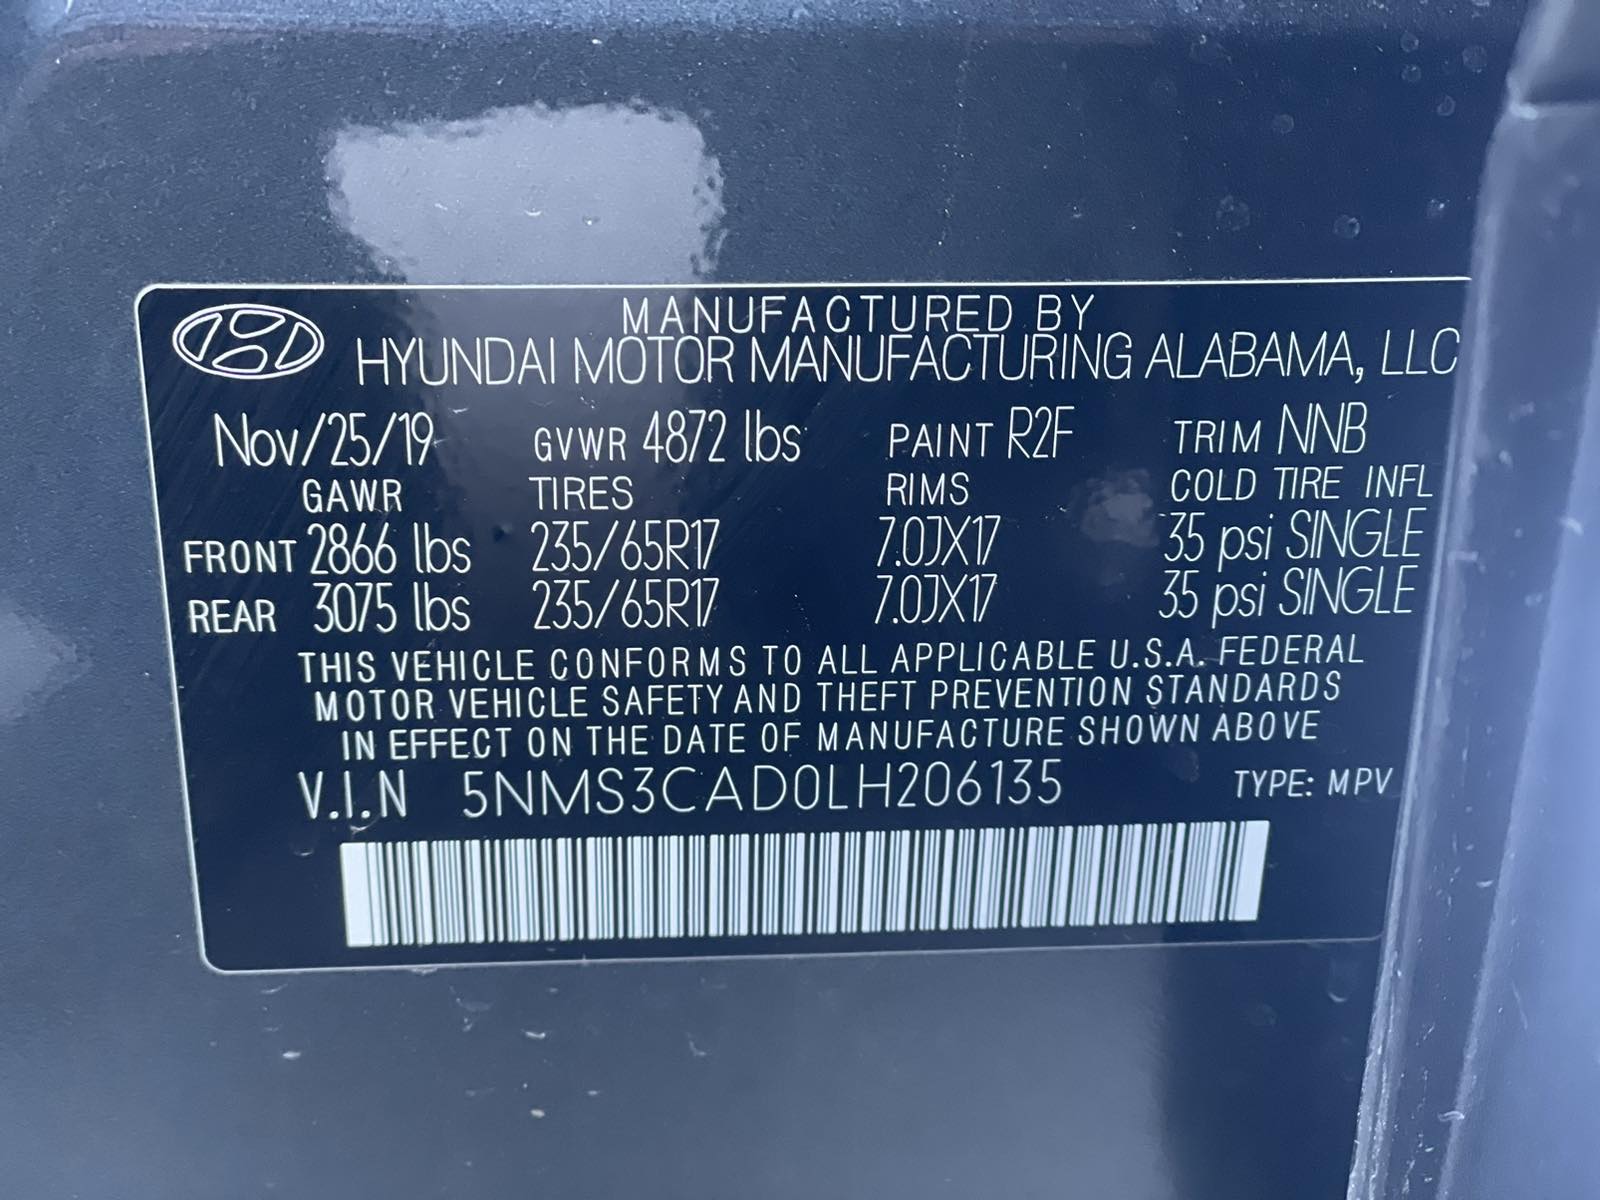 MANUFACTURED BY
HYUNDAI MOTOR MANUFACTURING ALABAMA, LLC
Nov/25/19 GVWR 4872 lbs PAINT R2F TRIM NNB
GAWR TIRES RIMS COLD TIRE INFL
FRONT 2866 lbs 235/65R17 7.0JX17 35 psi SINGLE
REAR 3075 lbs 235/65R17 7.0JX17 35 psi SINGLE
THIS VEHICLE CONFORMS TO ALL APPLICABLE U.S.A. FEDERAL
MOTOR VEHICLE SAFETY AND THEFT PREVENTION STANDARDS
IN EFFECT ON THE DATE OF MANUFACTURE SHOWN ABOVE
V.I.N 5NMS3CAD0LH206135 TYPE: MPV